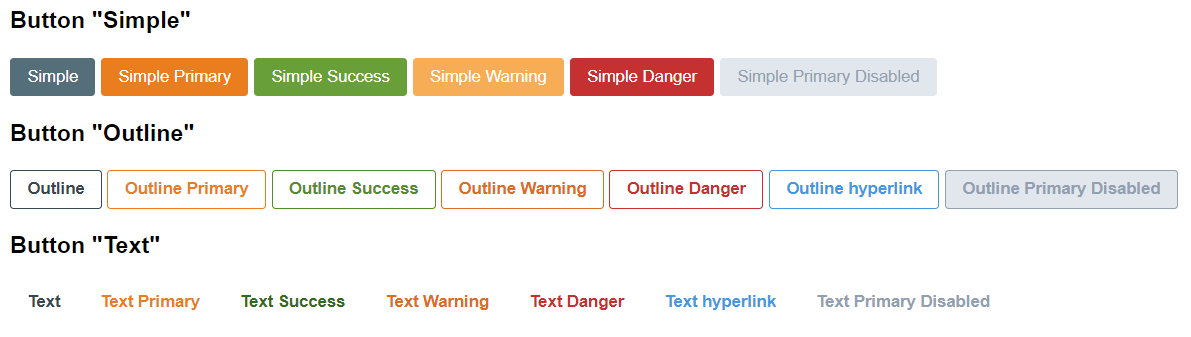 Button "Simple"
Simple Simple Primary Simple Success Simple Warning Simple Danger Simple Primary Disabled
Button "Outline"
Outline Outline Primary Outline Success Outline Warning Outline Danger Outline hyperlink Outline Primary Disabled
Button "Text"
Text Text Primary Text Success Text Warning Text Danger Text hyperlink Text Primary Disabled